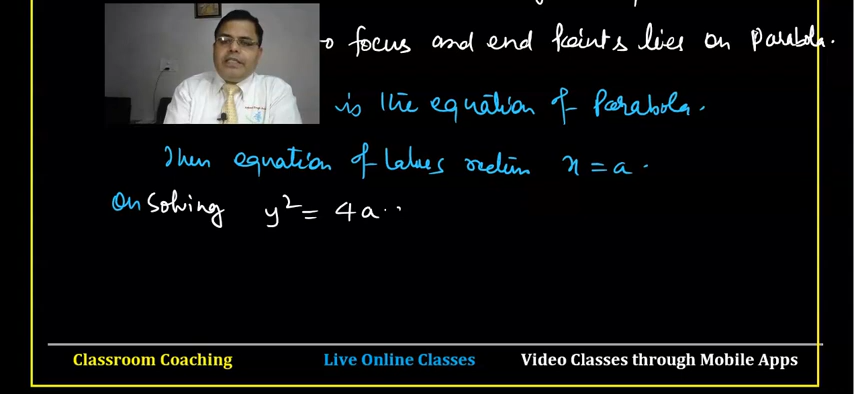 focus and end points lies on Parabola.
is the equation of Parabola.
Then equation of Latus rectum x = a.
On Solving y² = 4a
Classroom Coaching Live Online Classes Video Classes through Mobile Apps